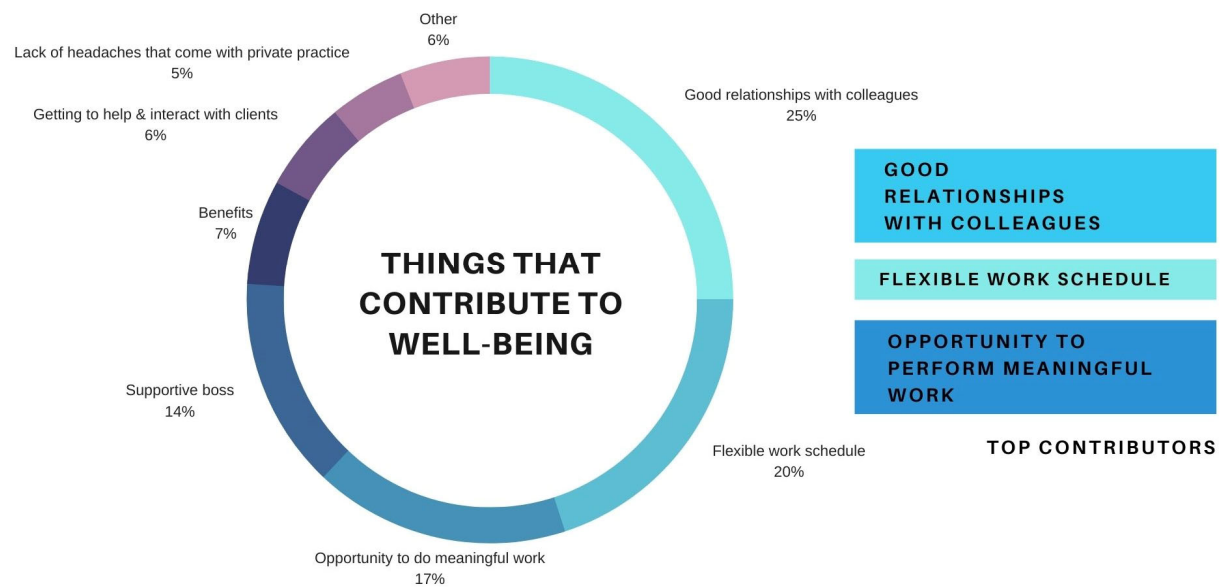 Other
6%
Lack of headaches that come with private practice
5%
Good relationships with colleagues
25%
Getting to help & interact with clients
6%
GOOD
RELATIONSHIPS
WITH COLLEAGUES
Benefits
7%
THINGS THAT
CONTRIBUTE TO
WELL-BEING
FLEXIBLE WORK SCHEDULE
OPPORTUNITY TO
PERFORM MEANINGFUL
WORK
Supportive boss
14%
TOP CONTRIBUTORS
Flexible work schedule
20%
Opportunity to do meaningful work
17%